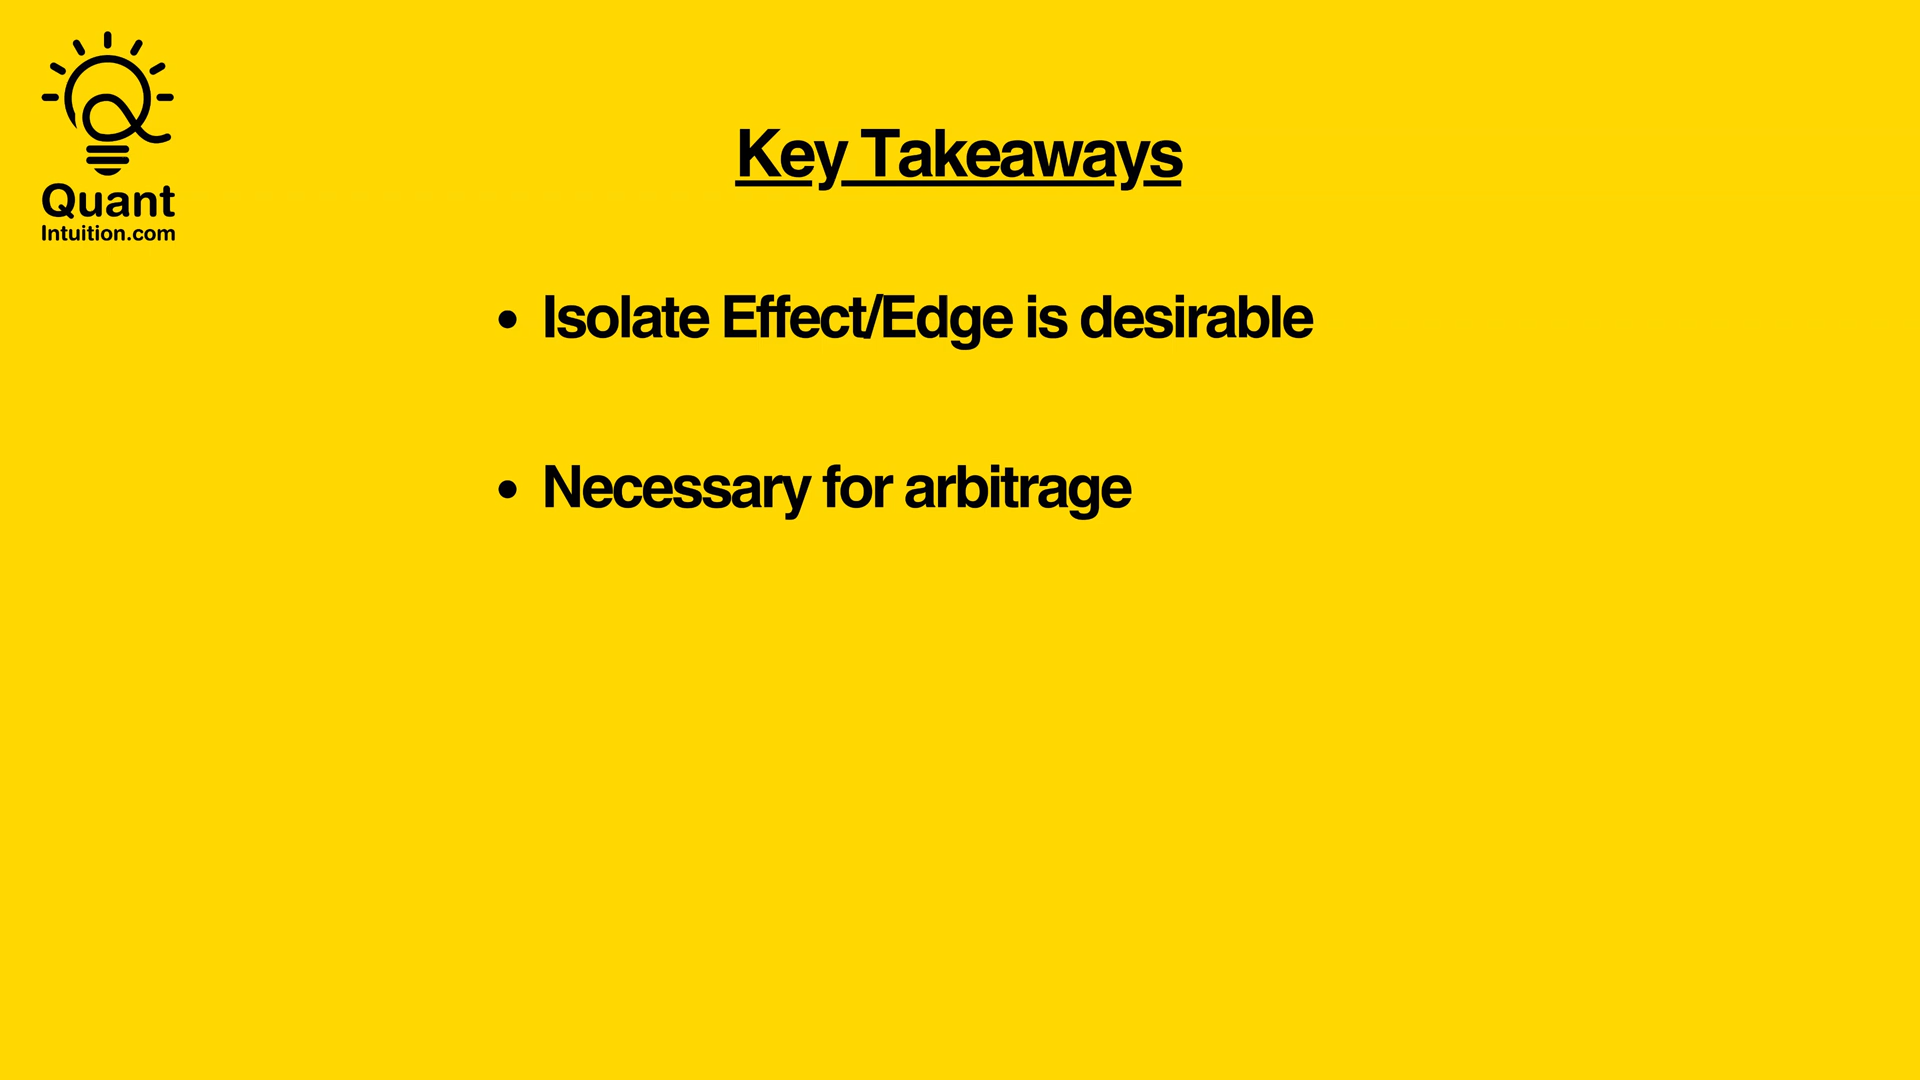 Quant
Intuition.com
Key Takeaways
• Isolate Effect/Edge is desirable
• Necessary for arbitrage